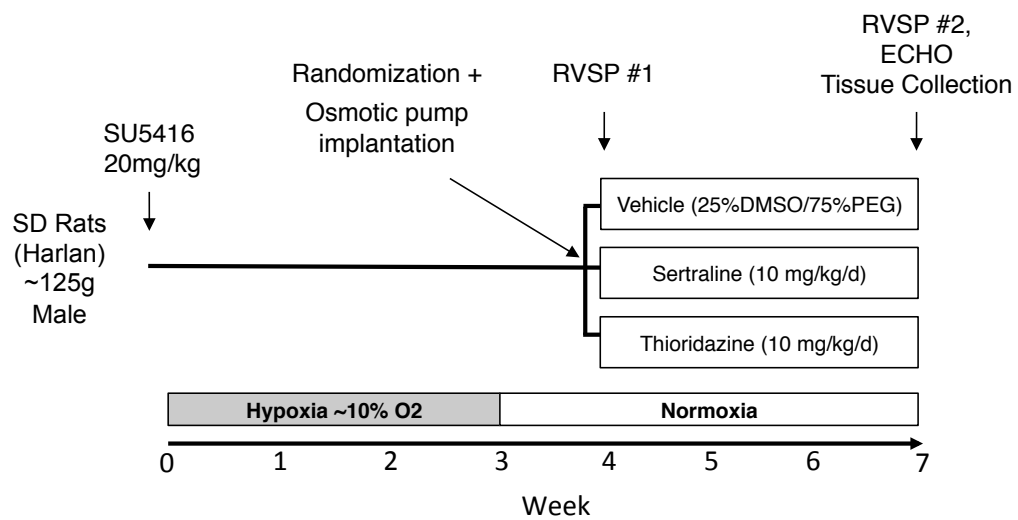 SU5416
20mg/kg
SD Rats
(Harlan)
~125g
Male
Randomization +
Osmotic pump
implantation
RVSP #1
RVSP #2,
ECHO
Tissue Collection
Vehicle (25%DMSO/75%PEG)
Sertraline (10 mg/kg/d)
Thioridazine (10 mg/kg/d)
Hypoxia ~10% O2
Normoxia
0 1 2 3 4 5 6 7
Week